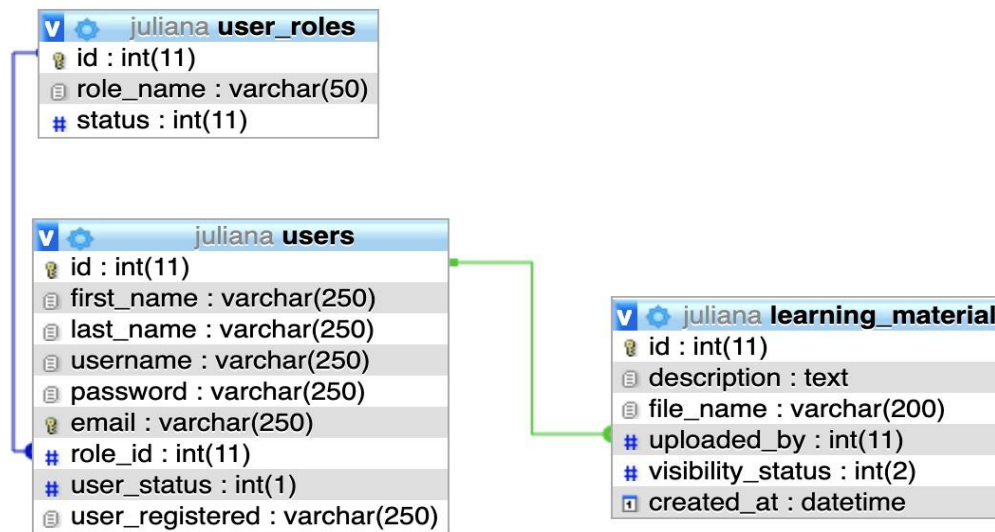 juliana user_roles
id : int(11)
role_name : varchar(50)
# status : int(11)
juliana users
id : int(11)
first_name : varchar(250)
last_name : varchar(250)
username : varchar(250)
password : varchar(250)
email : varchar(250)
# role_id : int(11)
# user_status : int(1)
user_registered : varchar(250)
juliana learning_material
id : int(11)
description : text
file_name : varchar(200)
# uploaded_by : int(11)
# visibility_status : int(2)
created_at : datetime